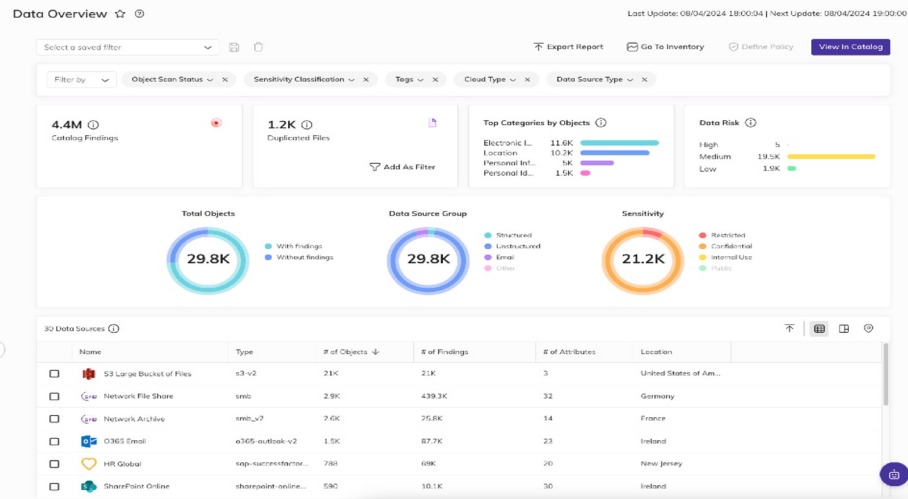 Data Overview
Last Update: 08/04/2024 18:00:04 | Next Update: 08/04/2024 19:00:00
Select a saved filter
Export Report
Go To Inventory
Define Policy
View In Catalog
Filter by
Object Scan Status
Sensitivity Classification
Tags
Cloud Type
Data Source Type
4.4M
Catalog Findings
1.2K
Duplicated Files
Add As Filter
Top Categories by Objects
Electronic I... 11.6K
Location 10.2K
Personal Inf... 5K
Personal Id... 1.5K
Data Risk
High 5
Medium 19.5K
Low 1.9K
Total Objects
29.8K
With findings
Without findings
Data Source Group
29.8K
Structured
Unstructured
Email
Other
Sensitivity
21.2K
Restricted
Confidential
Internal Use
Public
30 Data Sources
Name Type # of Objects # of Findings # of Attributes Location
S3 Large Bucket of Files s3-v2 21K 21K 3 United States of Am...
Network File Share smb 2.9K 439.3K 32 Germany
Network Archive smb_v2 2.6K 25.8K 14 France
O365 Email o365-outlook-v2 1.5K 87.7K 23 Ireland
HR Global sap-successfactor... 788 69K 20 New Jersey
SharePoint Online sharepoint-online... 590 10.1K 30 Ireland